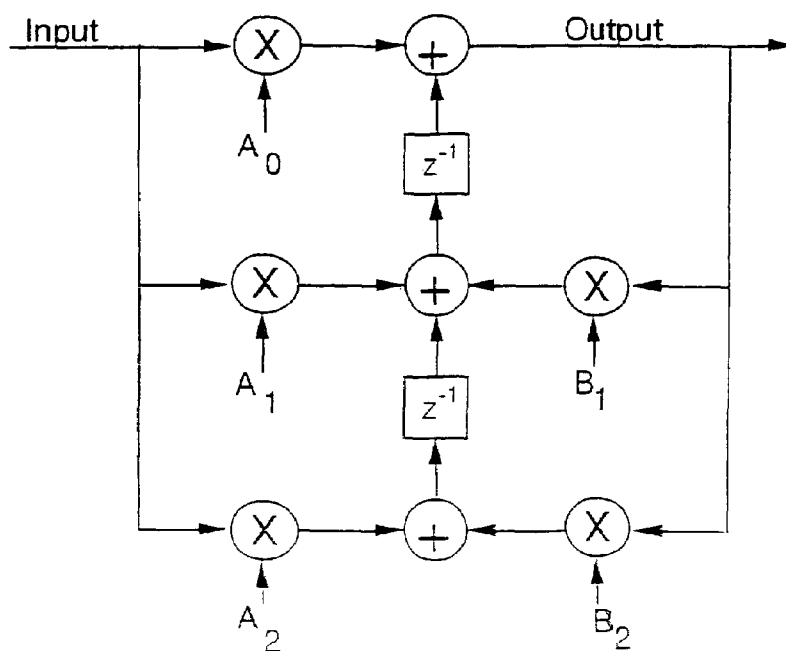 Input Output
X +
A₀
z⁻¹
X + X
A₁ B₁
z⁻¹
X + X
A₂ B₂